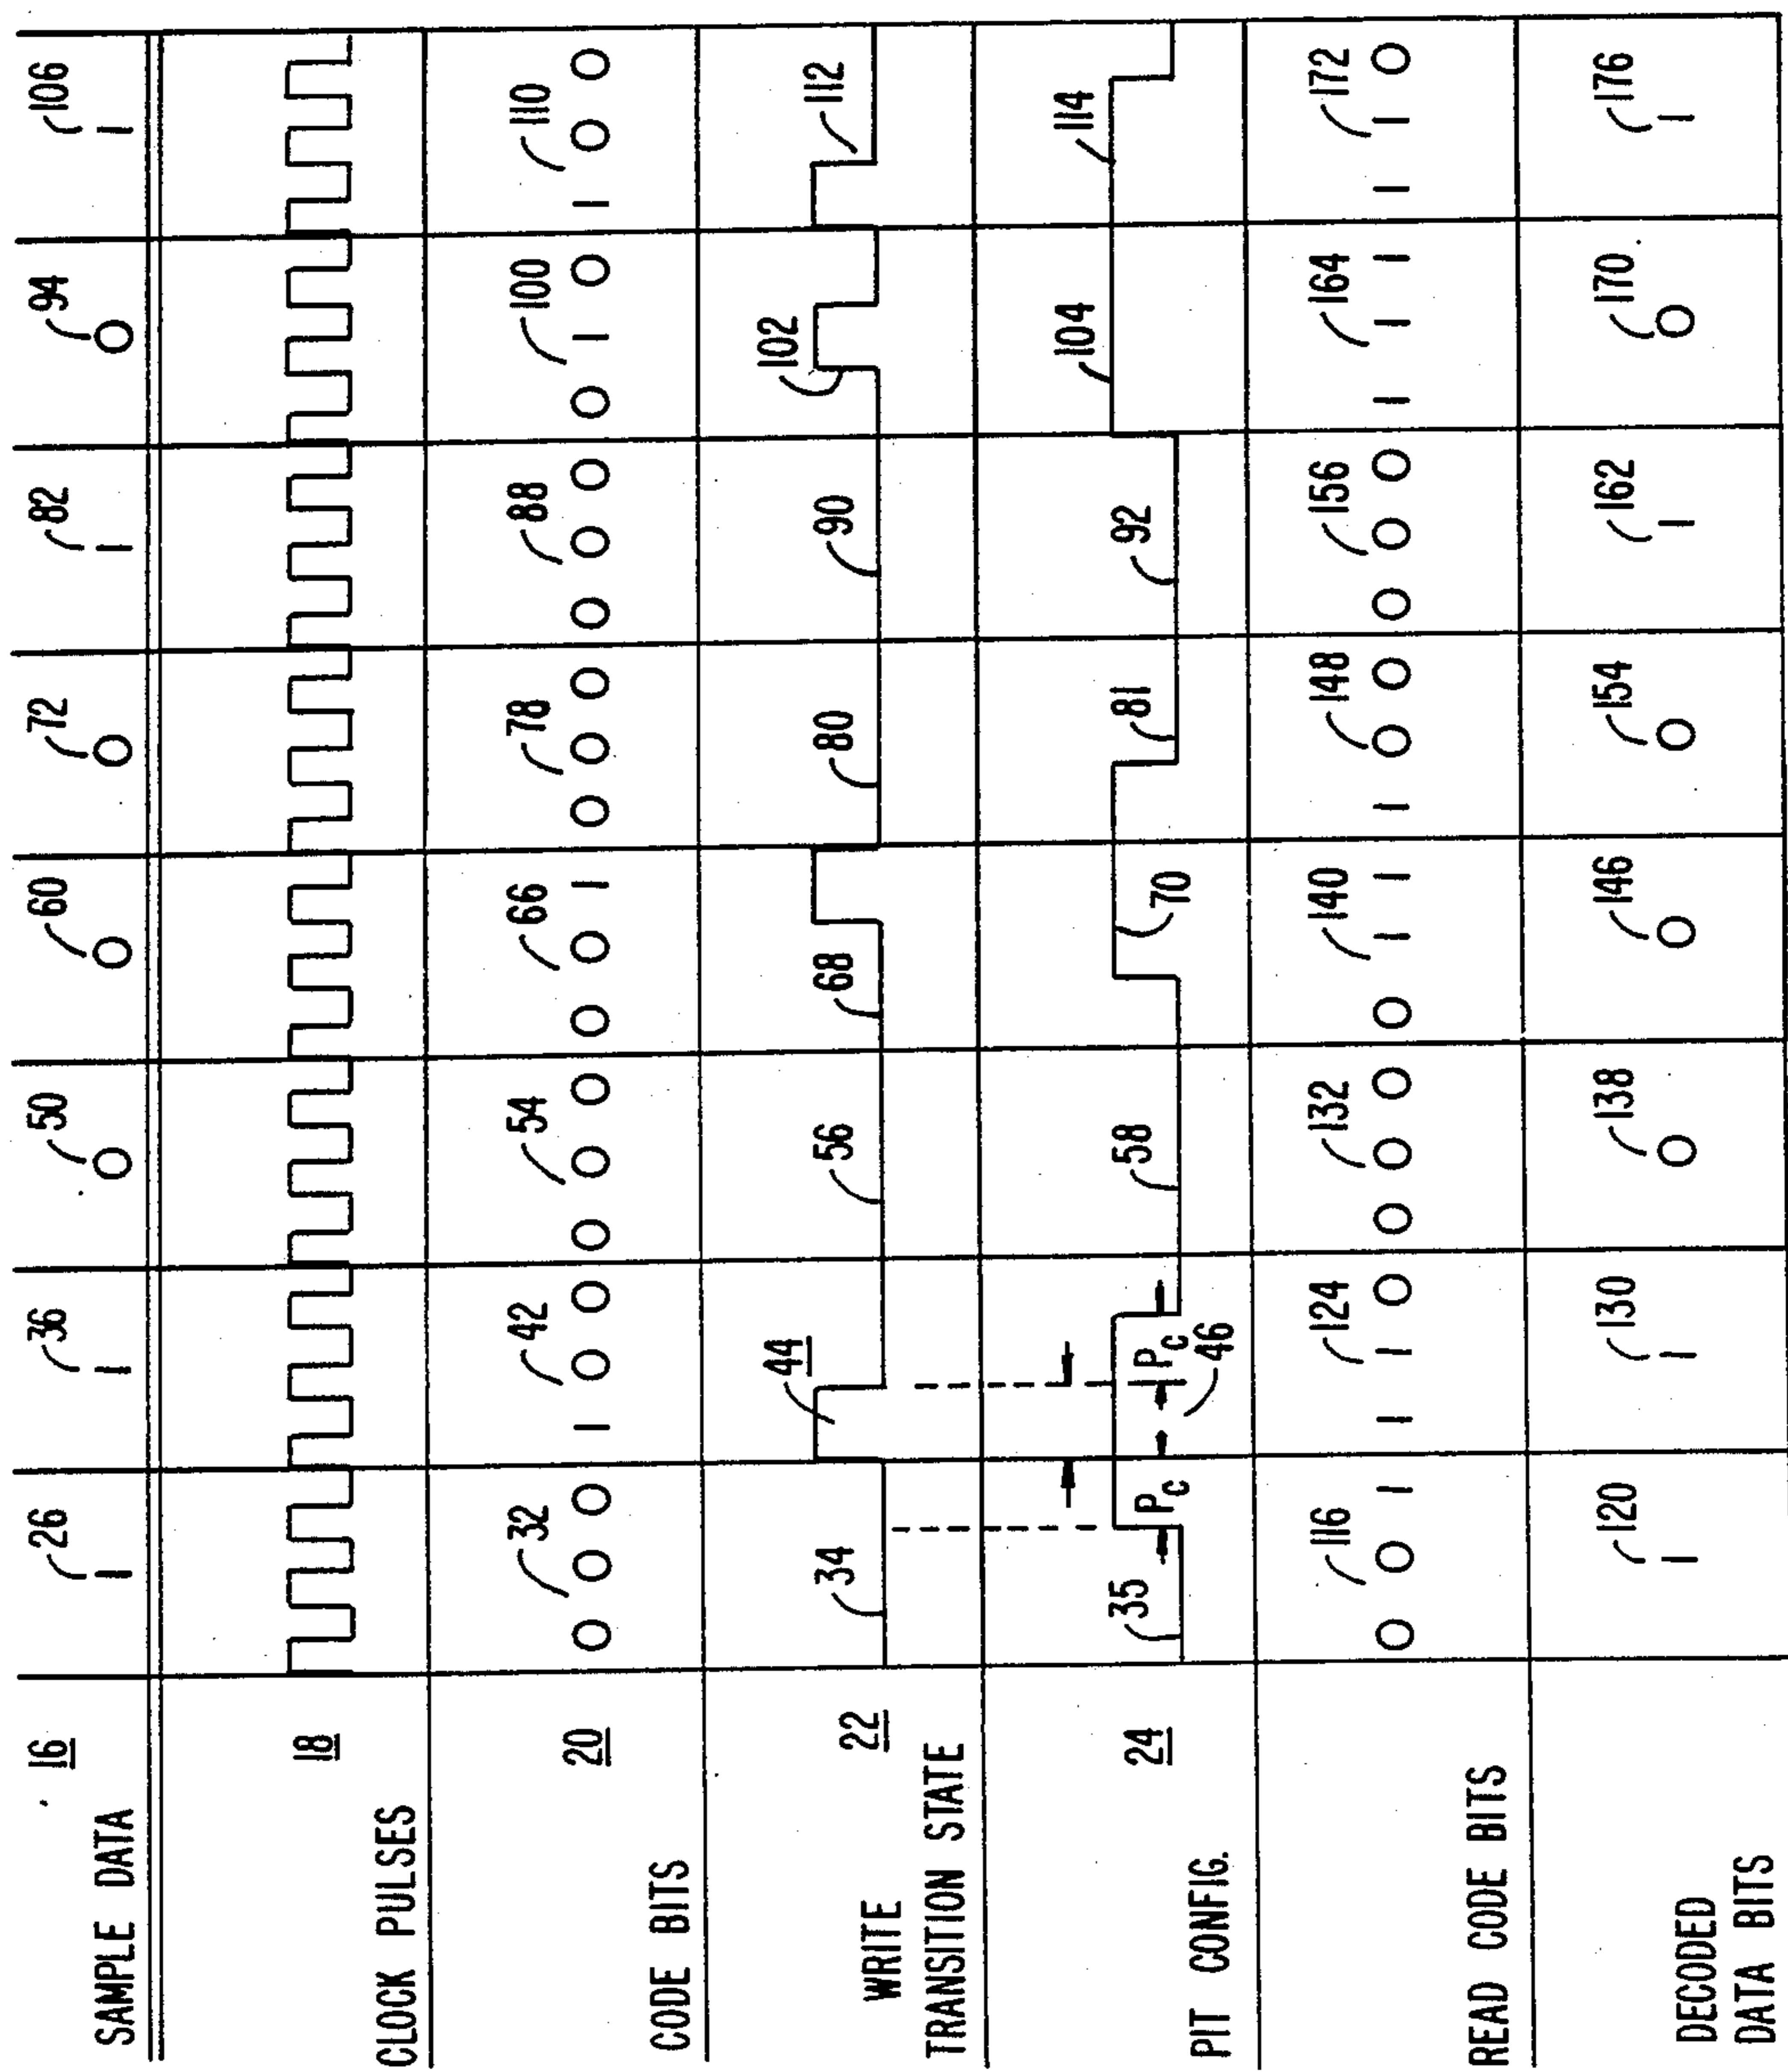 SAMPLE DATA 16 26 36 50 60 72 82 94 106
1 1 0 0 0 1 0 1
CLOCK PULSES 18
CODE BITS 20 32 42 54 66 78 88 100 110
0 0 0 1 0 0 0 0 0 0 0 1 0 0 0 0 0 0 0 1 0 1 0 0
WRITE TRANSITION STATE 22 34 44 56 68 80 90 102 112
PIT CONFIG. 24 35 Pc Pc 46 58 70 81 92 104 114
READ CODE BITS 116 124 132 140 148 156 164 172
0 0 1 1 1 0 0 0 0 0 1 1 1 0 0 0 0 0 1 1 1 1 1 0
DECODED DATA BITS 120 130 138 146 154 162 170 176
1 1 0 0 0 1 0 1